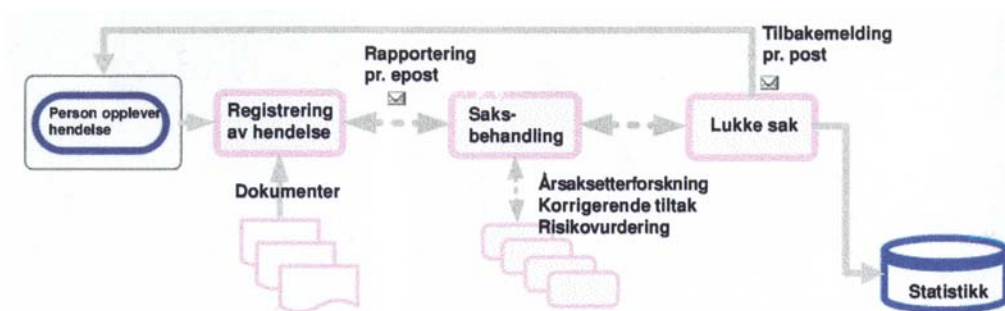 Tilbakemelding
pr. post
Rapportering
pr. epost
Person opplever
hendelse
Registrering
av hendelse
Saks-
behandling
Lukke sak
Dokumenter
Årsaksetterforskning
Korrigerende tiltak
Risikovurdering
Statistikk